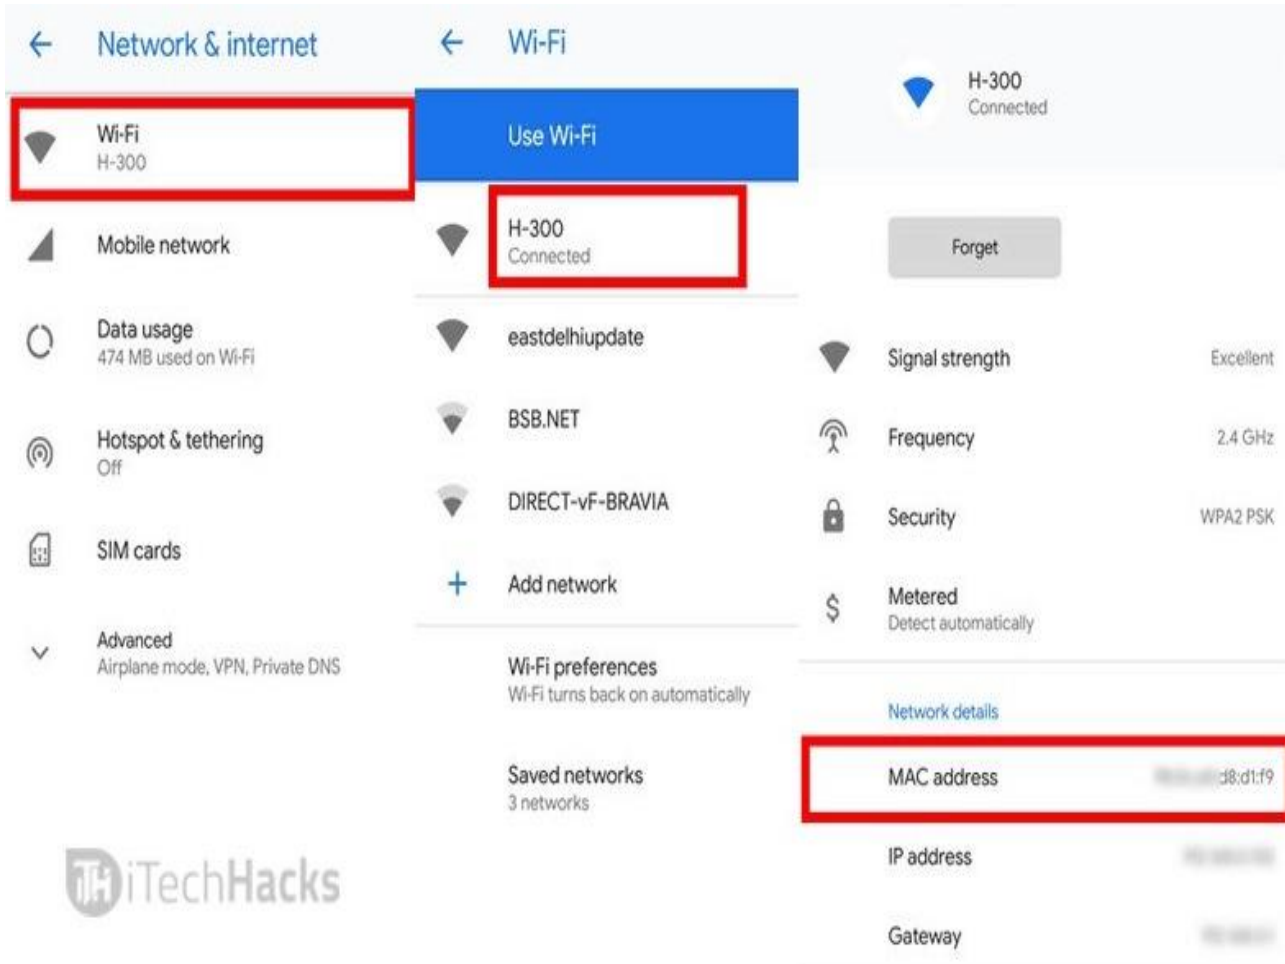 Network & internet
Wi-Fi
H-300
Mobile network
Data usage
474 MB used on Wi-Fi
Hotspot & tethering
Off
SIM cards
Advanced
Airplane mode, VPN, Private DNS
iTechHacks
Wi-Fi
Use Wi-Fi
H-300
Connected
eastdelhiupdate
BSB.NET
DIRECT-vF-BRAVIA
Add network
Wi-Fi preferences
Wi-Fi turns back on automatically
Saved networks
3 networks
H-300
Connected
Forget
Signal strength Excellent
Frequency 2.4 GHz
Security WPA2 PSK
Metered
Detect automatically
Network details
MAC address d8:d1:f9
IP address
Gateway